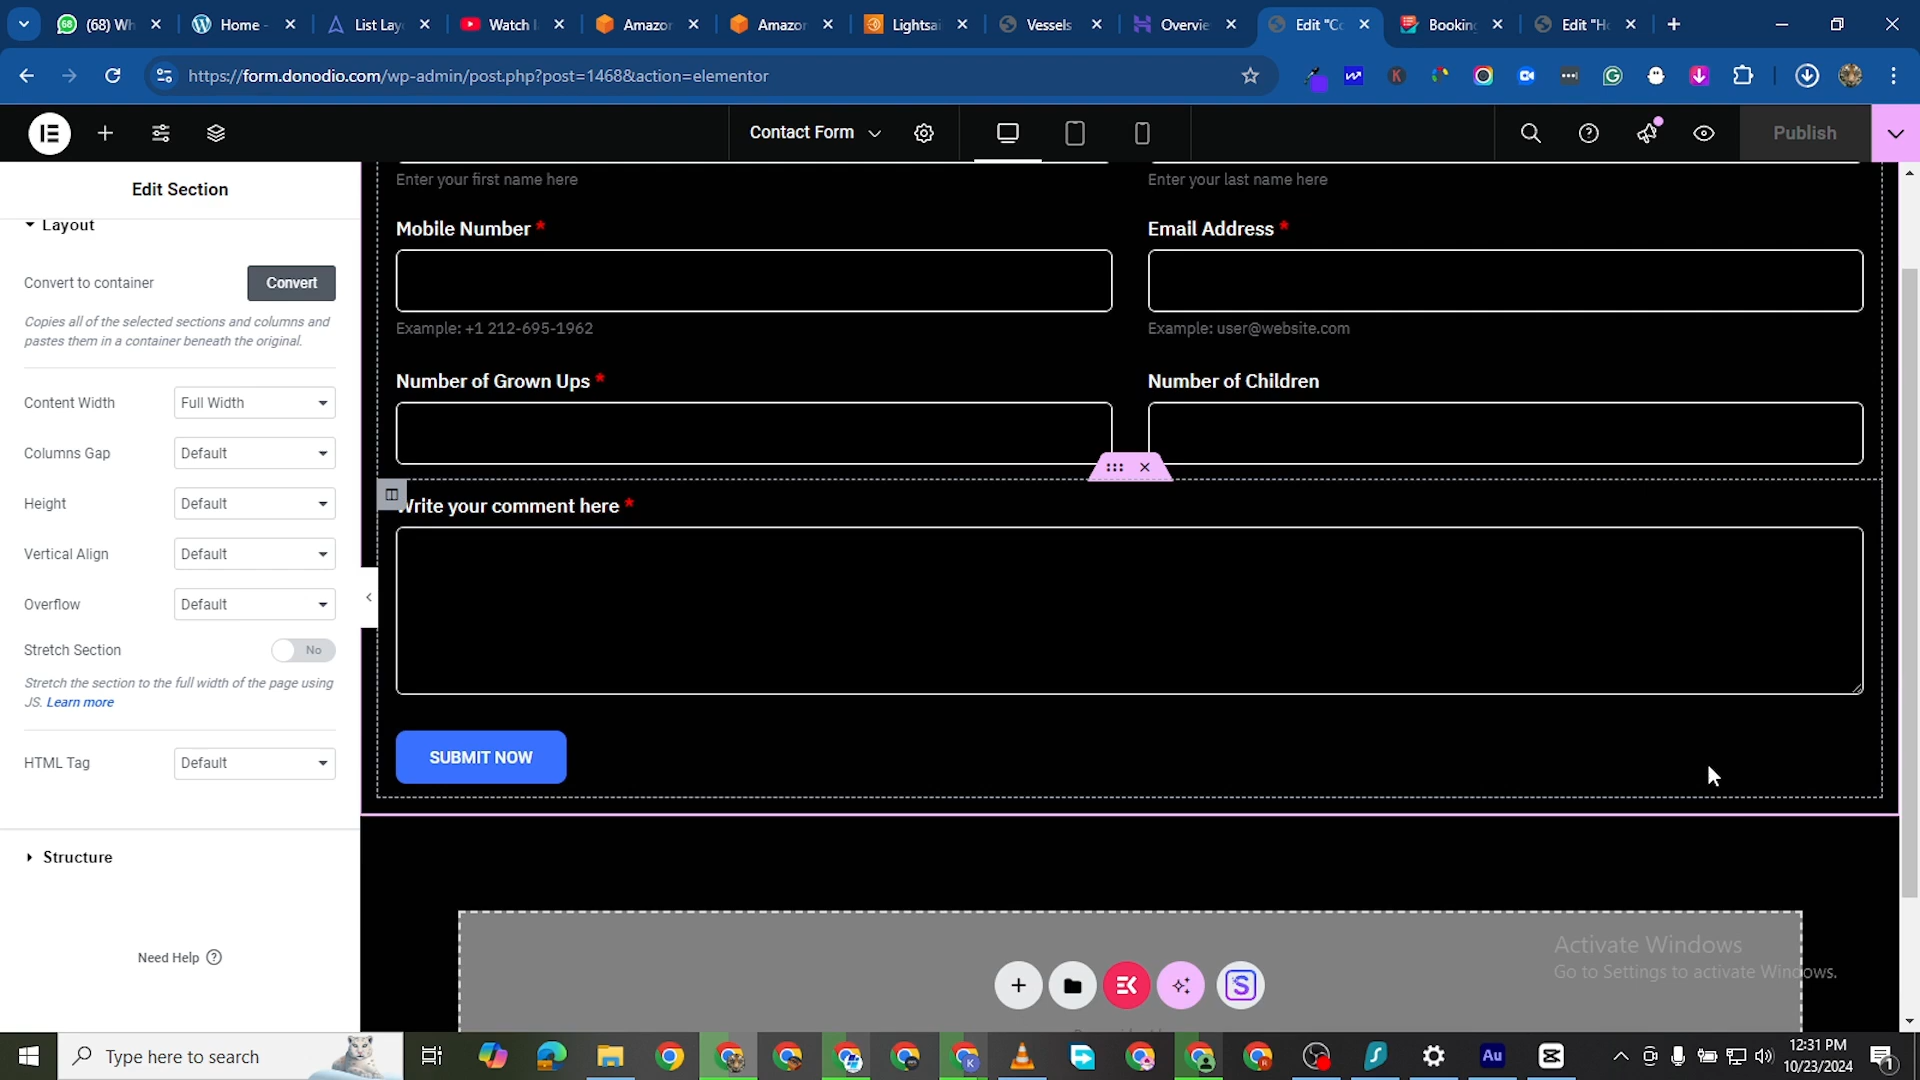 (68) Wh
Home -
List Lay
Watch l
Amazon
Amazon
Lightsai
Vessels
Overvie
Edit "Co
Booking
Edit "Ho
https://form.donodio.com/wp-admin/post.php?post=1468&action=elementor
Contact Form
Publish
Edit Section
Layout
Convert to container
Convert
Copies all of the selected sections and columns and
pastes them in a container beneath the original.
Content Width
Full Width
Columns Gap
Default
Height
Default
Vertical Align
Default
Overflow
Default
Stretch Section
No
Stretch the section to the full width of the page using
JS. Learn more
HTML Tag
Default
Structure
Need Help
Enter your first name here
Enter your last name here
Mobile Number *
Email Address *
Example: +1 212-695-1962
Example: user@website.com
Number of Grown Ups *
Number of Children
Write your comment here *
SUBMIT NOW
Activate Windows
Go to Settings to activate Windows.
Type here to search
Au
12:31 PM
10/23/2024
1